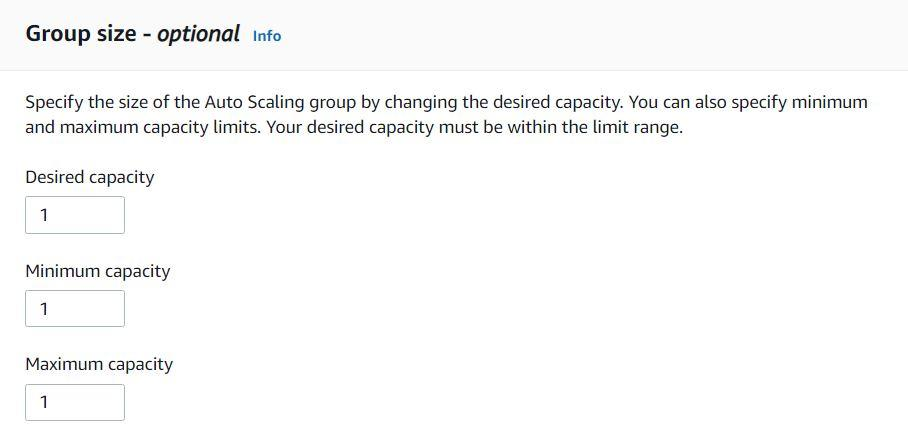 Group size - optional Info
Specify the size of the Auto Scaling group by changing the desired capacity. You can also specify minimum
and maximum capacity limits. Your desired capacity must be within the limit range.
Desired capacity
1
Minimum capacity
1
Maximum capacity
1